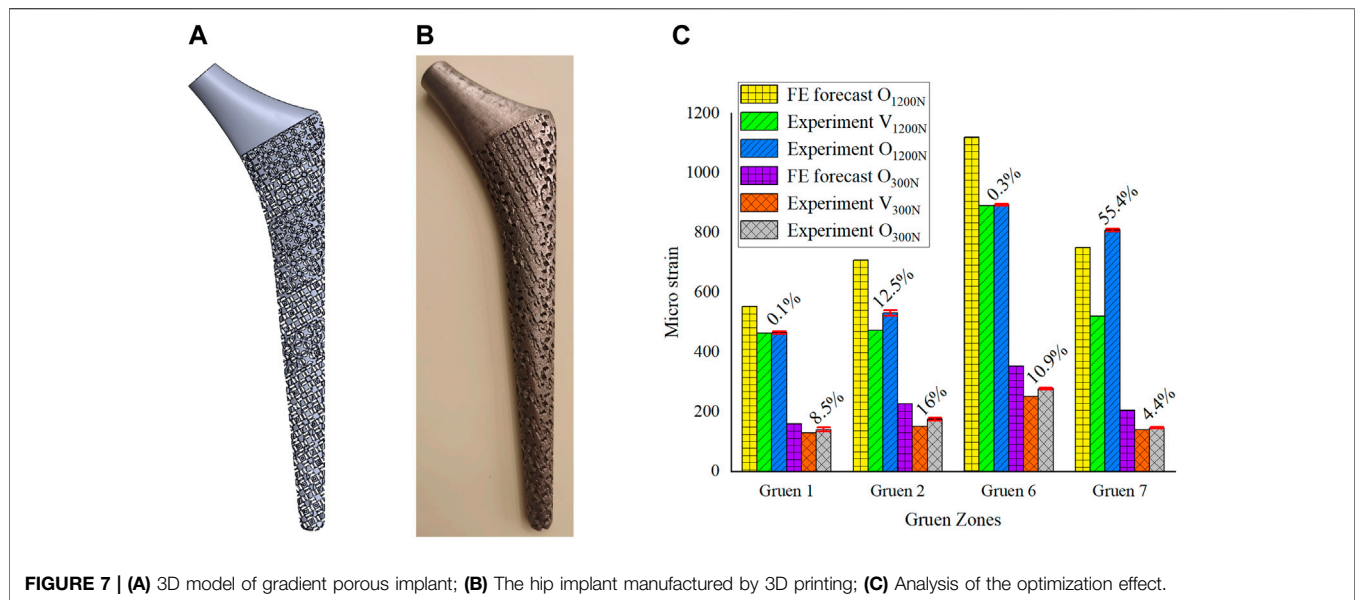 A
B
C
FE forecast O1200N
Experiment V1200N
Experiment O1200N
FE forecast O300N
Experiment V300N
Experiment O300N
1200
1000
800
600
400
200
0
Micro strain
0.1%
8.5%
12.5%
16%
0.3%
10.9%
55.4%
4.4%
Gruen 1
Gruen 2
Gruen 6
Gruen 7
Gruen Zones
FIGURE 7 | (A) 3D model of gradient porous implant; (B) The hip implant manufactured by 3D printing; (C) Analysis of the optimization effect.